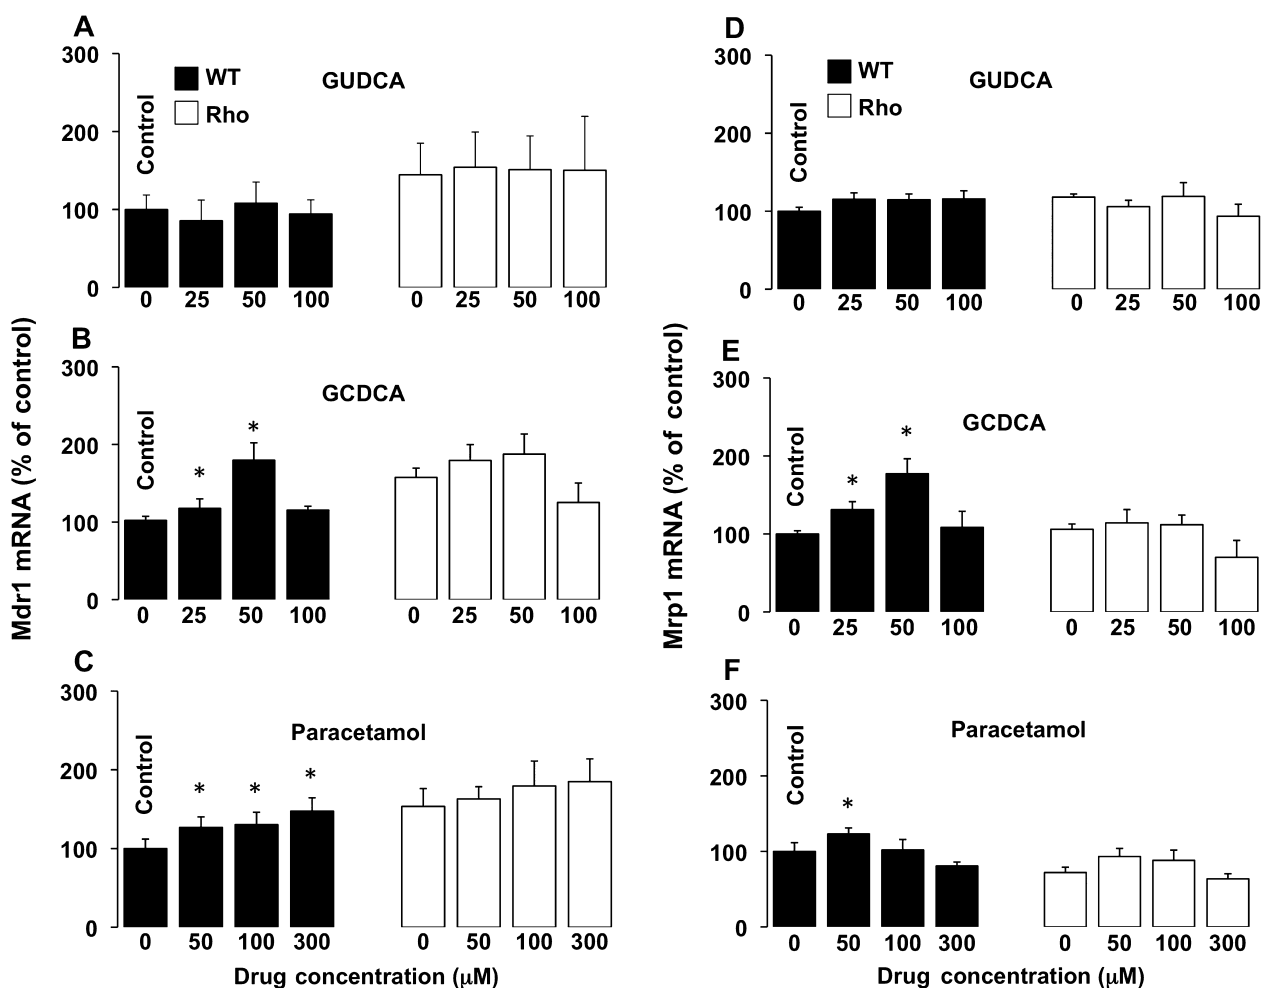 A
300
200
100
0
Control
WT
Rho
GUDCA
0 25 50 100 0 25 50 100
B
300
200
100
0
Control
GCDCA
* *
0 25 50 100 0 25 50 100
C
300
200
100
0
Control
Paracetamol
* * *
0 50 100 300 0 50 100 300
Mdr1 mRNA (% of control)
Drug concentration (µM)
D
300
200
100
0
Control
WT
Rho
GUDCA
0 25 50 100 0 25 50 100
E
300
200
100
0
Control
GCDCA
* *
0 25 50 100 0 25 50 100
F
300
200
100
0
Control
Paracetamol
*
0 50 100 300 0 50 100 300
Mrp1 mRNA (% of control)
Drug concentration (µM)